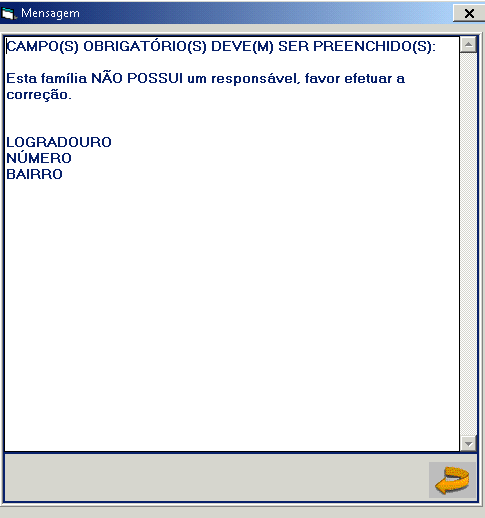 Mensagem
CAMPO(S) OBRIGATÓRIO(S) DEVE(M) SER PREENCHIDO(S):
Esta família NÃO POSSUI um responsável, favor efetuar a
correção.
LOGRADOURO
NÚMERO
BAIRRO